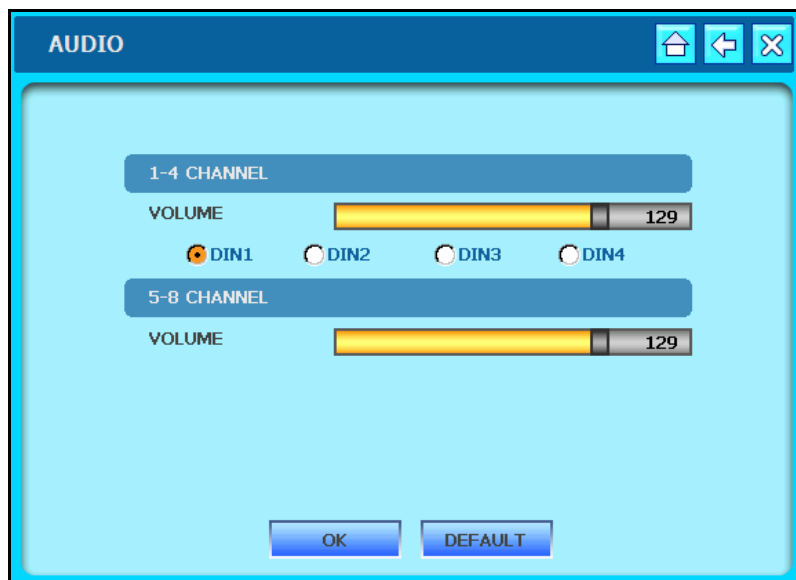 AUDIO
1-4 CHANNEL
VOLUME 129
DIN1 DIN2 DIN3 DIN4
5-8 CHANNEL
VOLUME 129
OK DEFAULT